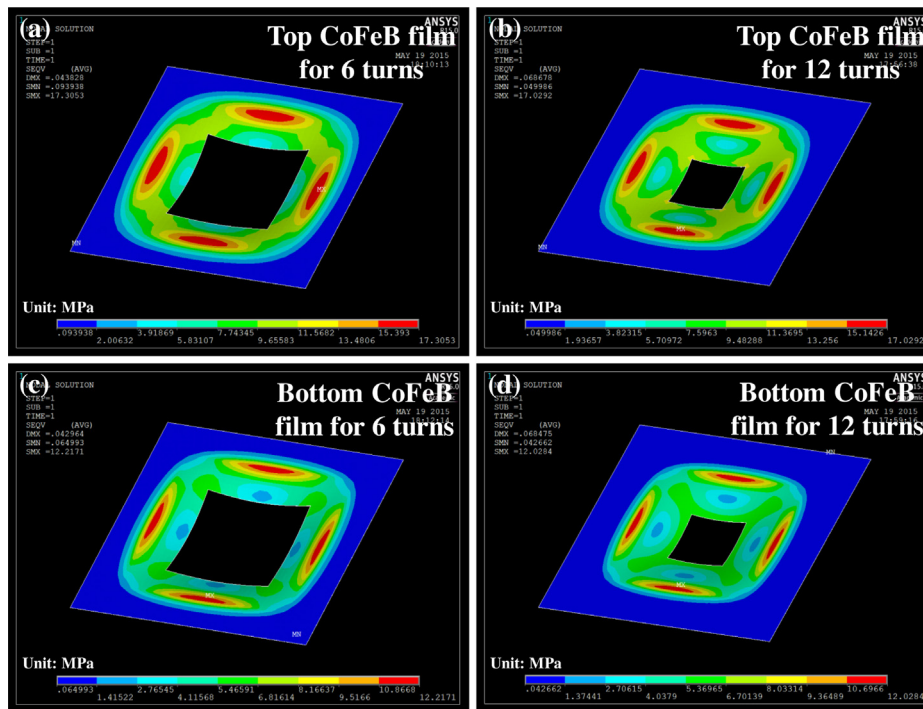 (a)
NODAL SOLUTION
STEP=1
SUB =1
TIME=1
SEQV (AVG)
DMX =.043828
SMN =.093938
SMX =17.3053
ANSYS
Top CoFeB film
for 6 turns
MAY 19 2015
18:10:13
MX
MN
Unit: MPa
.093938 3.91869 7.74345 11.5682 15.393
2.00632 5.83107 9.65583 13.4806 17.3053
(b)
NODAL SOLUTION
STEP=1
SUB =1
TIME=1
SEQV (AVG)
DMX =.068678
SMN =.049986
SMX =17.0292
ANSYS
R15.0
Top CoFeB film
for 12 turns
MAY 19 2015
MX
MN
Unit: MPa
.049986 3.82315 7.5963 11.3695 15.1426
1.93657 5.70972 9.48288 13.256 17.0292
(c)
NODAL SOLUTION
STEP=1
SUB =1
TIME=1
SEQV (AVG)
DMX =.042964
SMN =.064993
SMX =12.2171
ANSYS
Bottom CoFeB
film for 6 turns
MAY 19 2015
MX
MN
Unit: MPa
.064993 2.76545 5.46591 8.16637 10.8668
1.41522 4.11568 6.81614 9.5166 12.2171
(d)
NODAL SOLUTION
STEP=1
SUB =1
TIME=1
SEQV (AVG)
DMX =.068475
SMN =.042662
SMX =12.0284
ANSYS
Bottom CoFeB
film for 12 turns
MAY 19 2015
MN
MX
Unit: MPa
.042662 2.70615 5.36965 8.03314 10.6966
1.37441 4.0379 6.70139 9.36489 12.0284